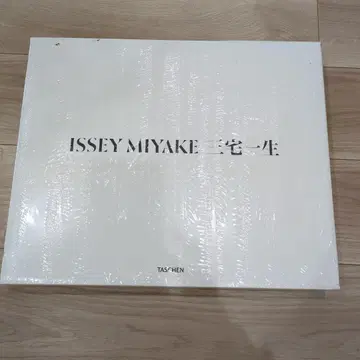 ISSEY MIYAKE 三宅一生
TASCHEN